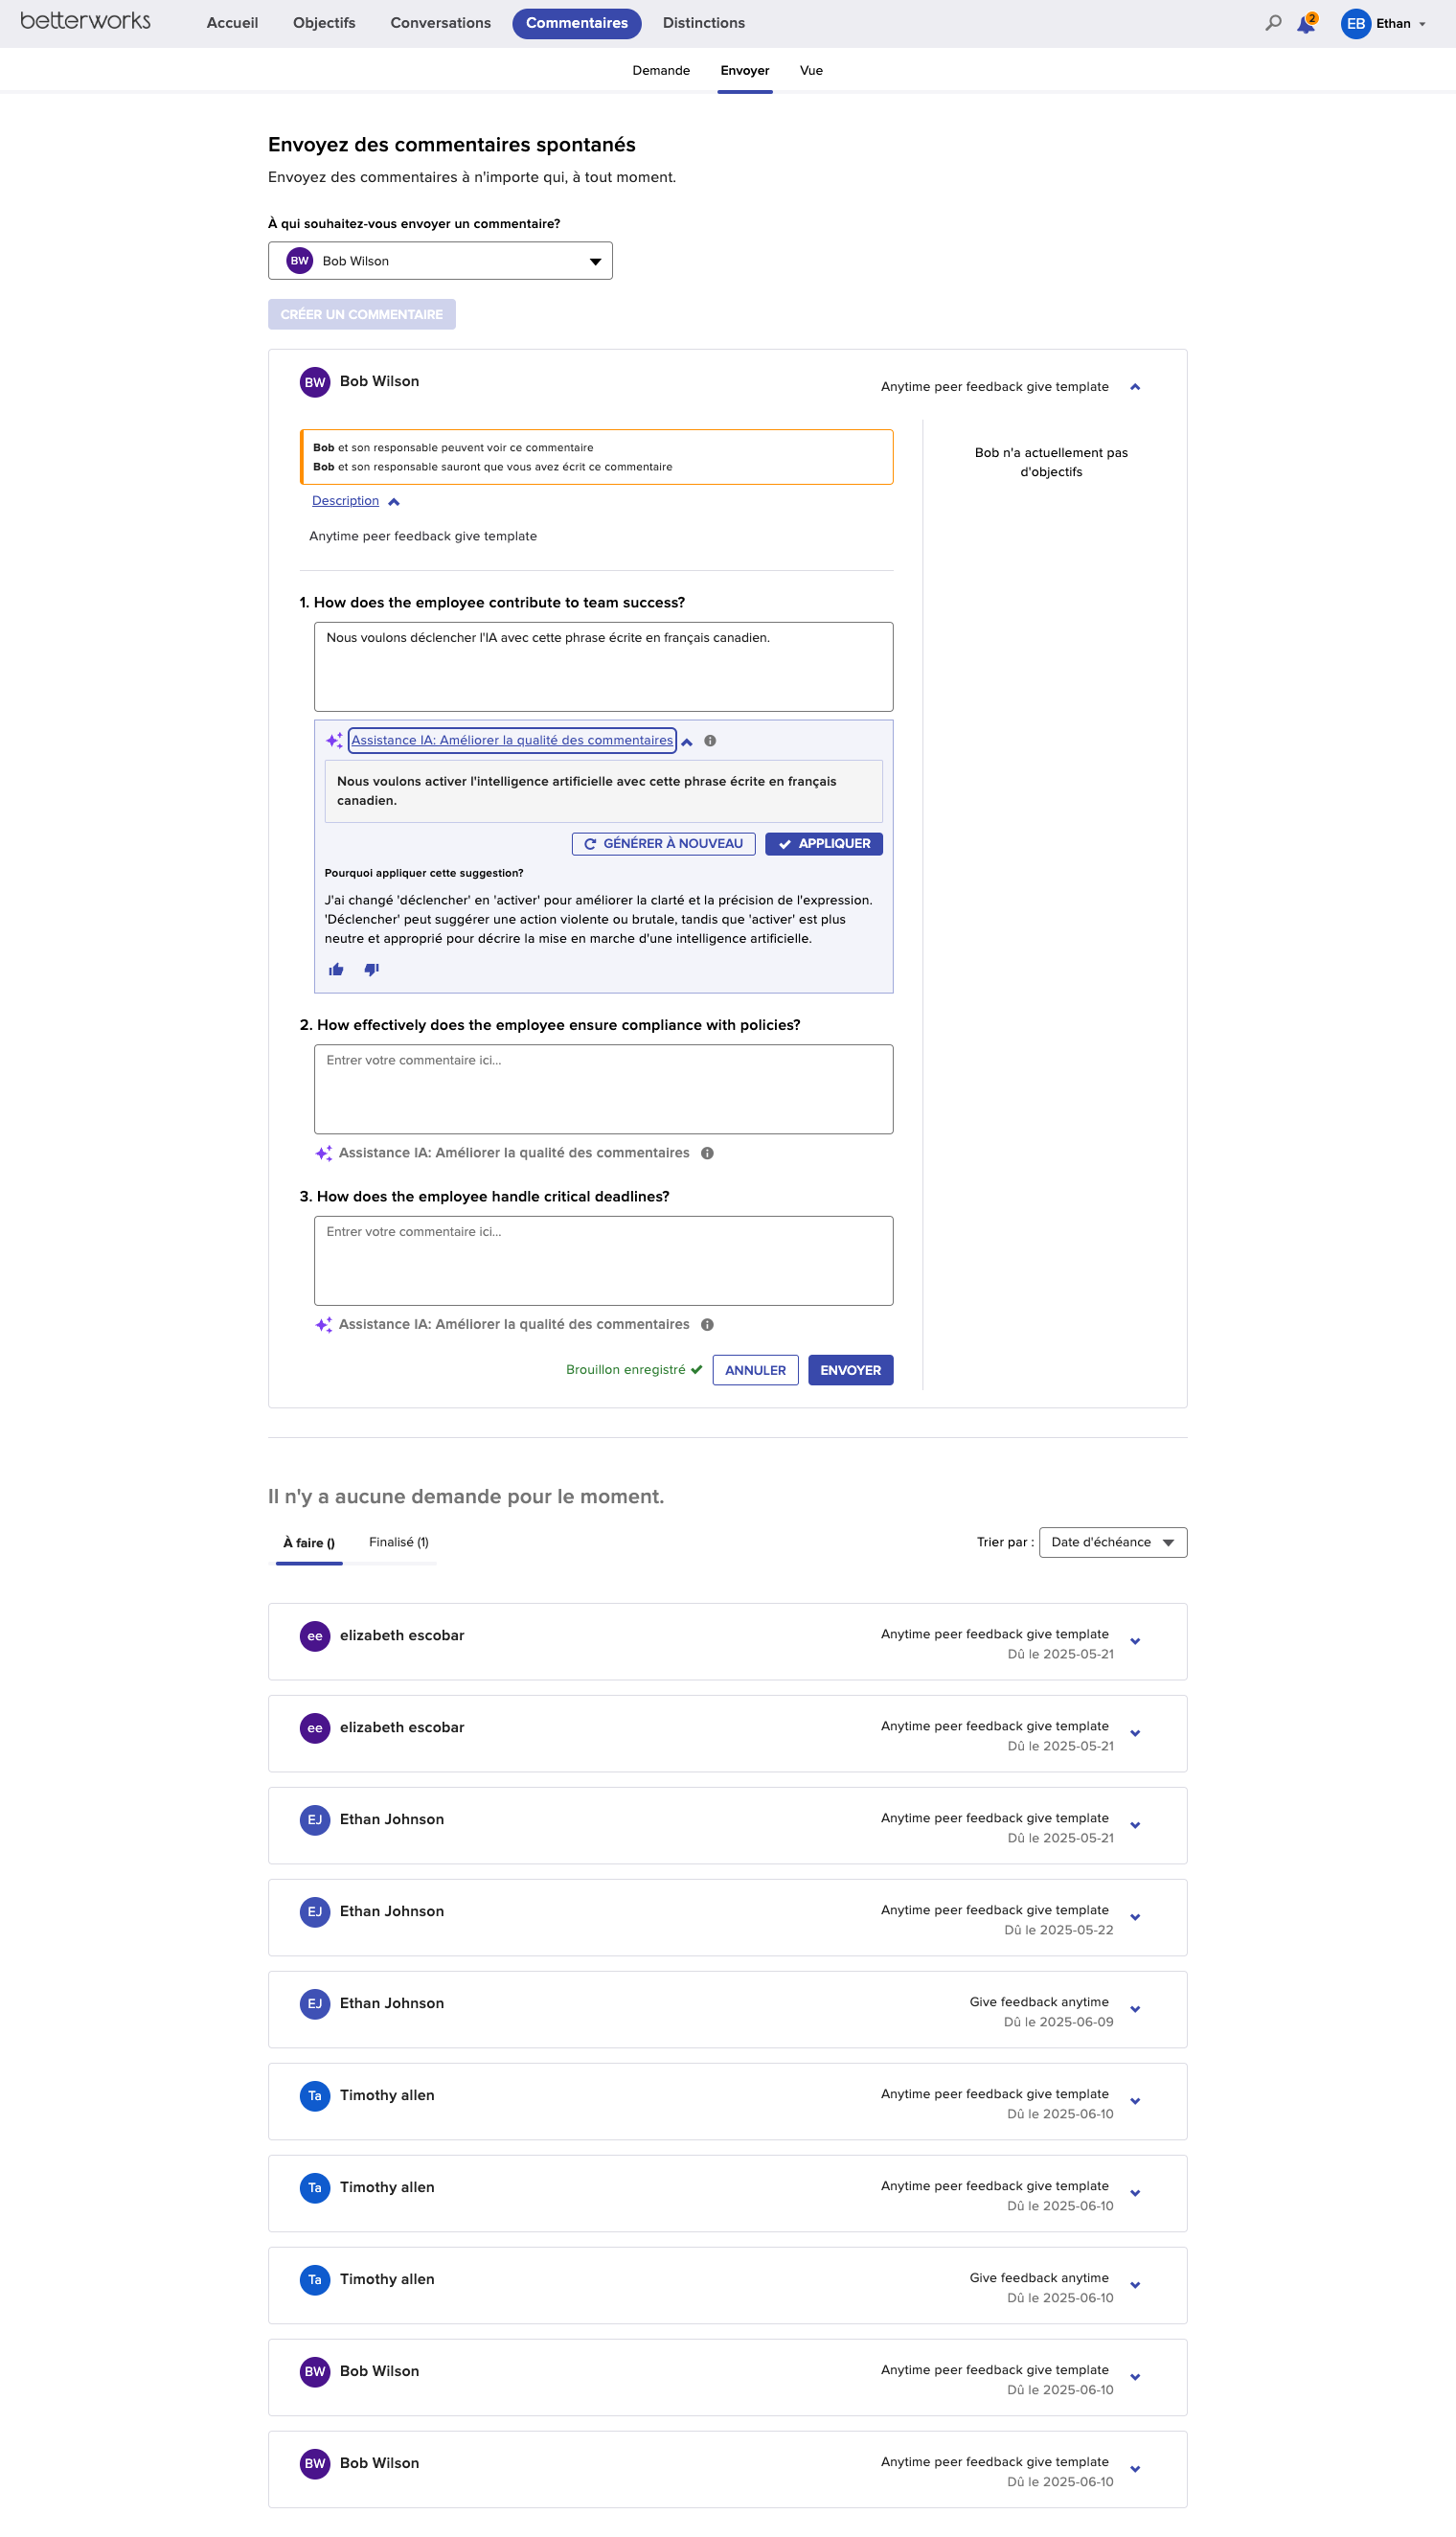 betterworks
Accueil
Objectifs
Conversations
Commentaires
Distinctions
2
EB
Ethan
Demande
Envoyer
Vue
Envoyez des commentaires spontanés
Envoyez des commentaires à n'importe qui, à tout moment.
À qui souhaitez-vous envoyer un commentaire?
BW
Bob Wilson
CRÉER UN COMMENTAIRE
BW
Bob Wilson
Anytime peer feedback give template
Bob et son responsable peuvent voir ce commentaire
Bob et son responsable sauront que vous avez écrit ce commentaire
Bob n'a actuellement pas
d'objectifs
Description
Anytime peer feedback give template
1. How does the employee contribute to team success?
Nous voulons déclencher l'IA avec cette phrase écrite en français canadien.
Assistance IA: Améliorer la qualité des commentaires
Nous voulons activer l'intelligence artificielle avec cette phrase écrite en français
canadien.
GÉNÉRER À NOUVEAU
APPLIQUER
Pourquoi appliquer cette suggestion?
J'ai changé 'déclencher' en 'activer' pour améliorer la clarté et la précision de l'expression.
'Déclencher' peut suggérer une action violente ou brutale, tandis que 'activer' est plus
neutre et approprié pour décrire la mise en marche d'une intelligence artificielle.
2. How effectively does the employee ensure compliance with policies?
Entrer votre commentaire ici...
Assistance IA: Améliorer la qualité des commentaires
3. How does the employee handle critical deadlines?
Entrer votre commentaire ici...
Assistance IA: Améliorer la qualité des commentaires
Brouillon enregistré
ANNULER
ENVOYER
Il n'y a aucune demande pour le moment.
À faire ()
Finalisé (1)
Trier par :
Date d'échéance
ee
elizabeth escobar
Anytime peer feedback give template
Dû le 2025-05-21
ee
elizabeth escobar
Anytime peer feedback give template
Dû le 2025-05-21
EJ
Ethan Johnson
Anytime peer feedback give template
Dû le 2025-05-21
EJ
Ethan Johnson
Anytime peer feedback give template
Dû le 2025-05-22
EJ
Ethan Johnson
Give feedback anytime
Dû le 2025-06-09
Ta
Timothy allen
Anytime peer feedback give template
Dû le 2025-06-10
Ta
Timothy allen
Anytime peer feedback give template
Dû le 2025-06-10
Ta
Timothy allen
Give feedback anytime
Dû le 2025-06-10
BW
Bob Wilson
Anytime peer feedback give template
Dû le 2025-06-10
BW
Bob Wilson
Anytime peer feedback give template
Dû le 2025-06-10